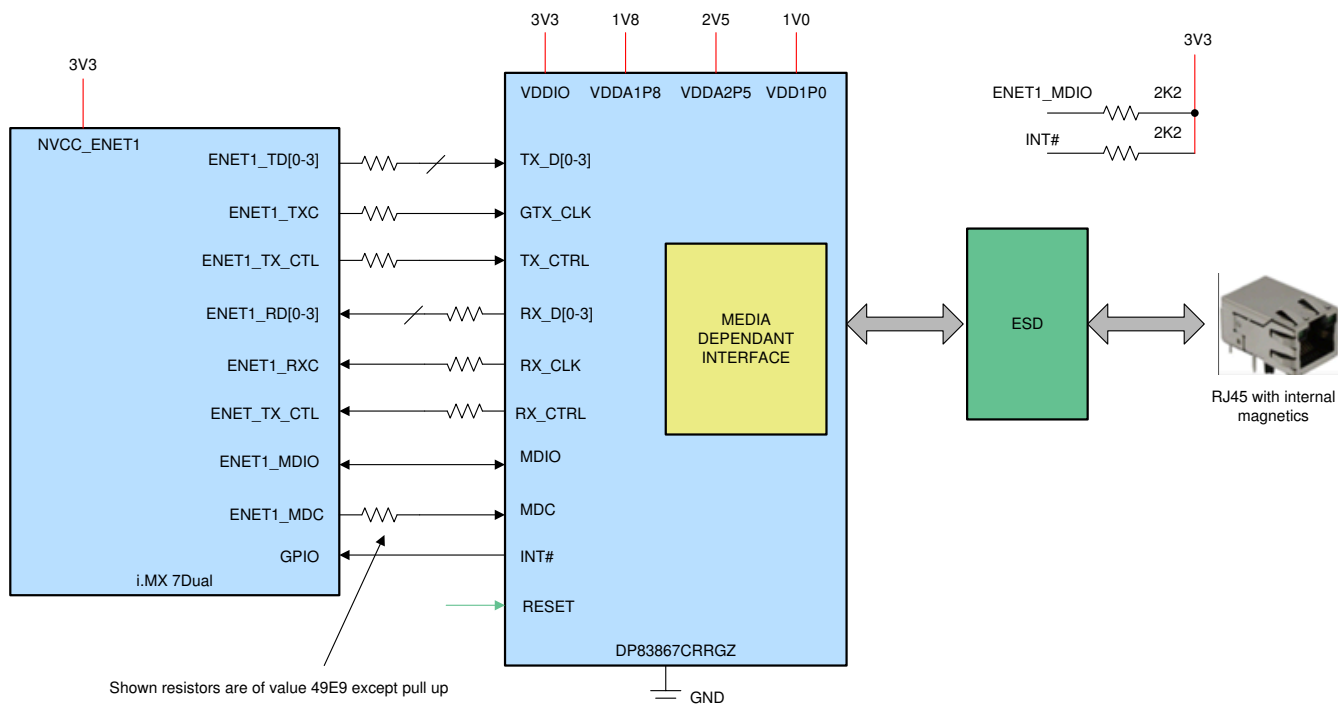 3V3
1V8
2V5
1V0
3V3
3V3
VDDIO
VDDA1P8
VDDA2P5
VDD1P0
ENET1_MDIO
2K2
INT#
2K2
NVCC_ENET1
ENET1_TD[0-3]
TX_D[0-3]
ENET1_TXC
GTX_CLK
ENET1_TX_CTL
TX_CTRL
ENET1_RD[0-3]
RX_D[0-3]
ENET1_RXC
RX_CLK
ENET_TX_CTL
RX_CTRL
ENET1_MDIO
MDIO
ENET1_MDC
MDC
GPIO
INT#
i.MX 7Dual
RESET
MEDIA
DEPENDANT
INTERFACE
ESD
RJ45 with internal
magnetics
DP83867CRRGZ
GND
Shown resistors are of value 49E9 except pull up